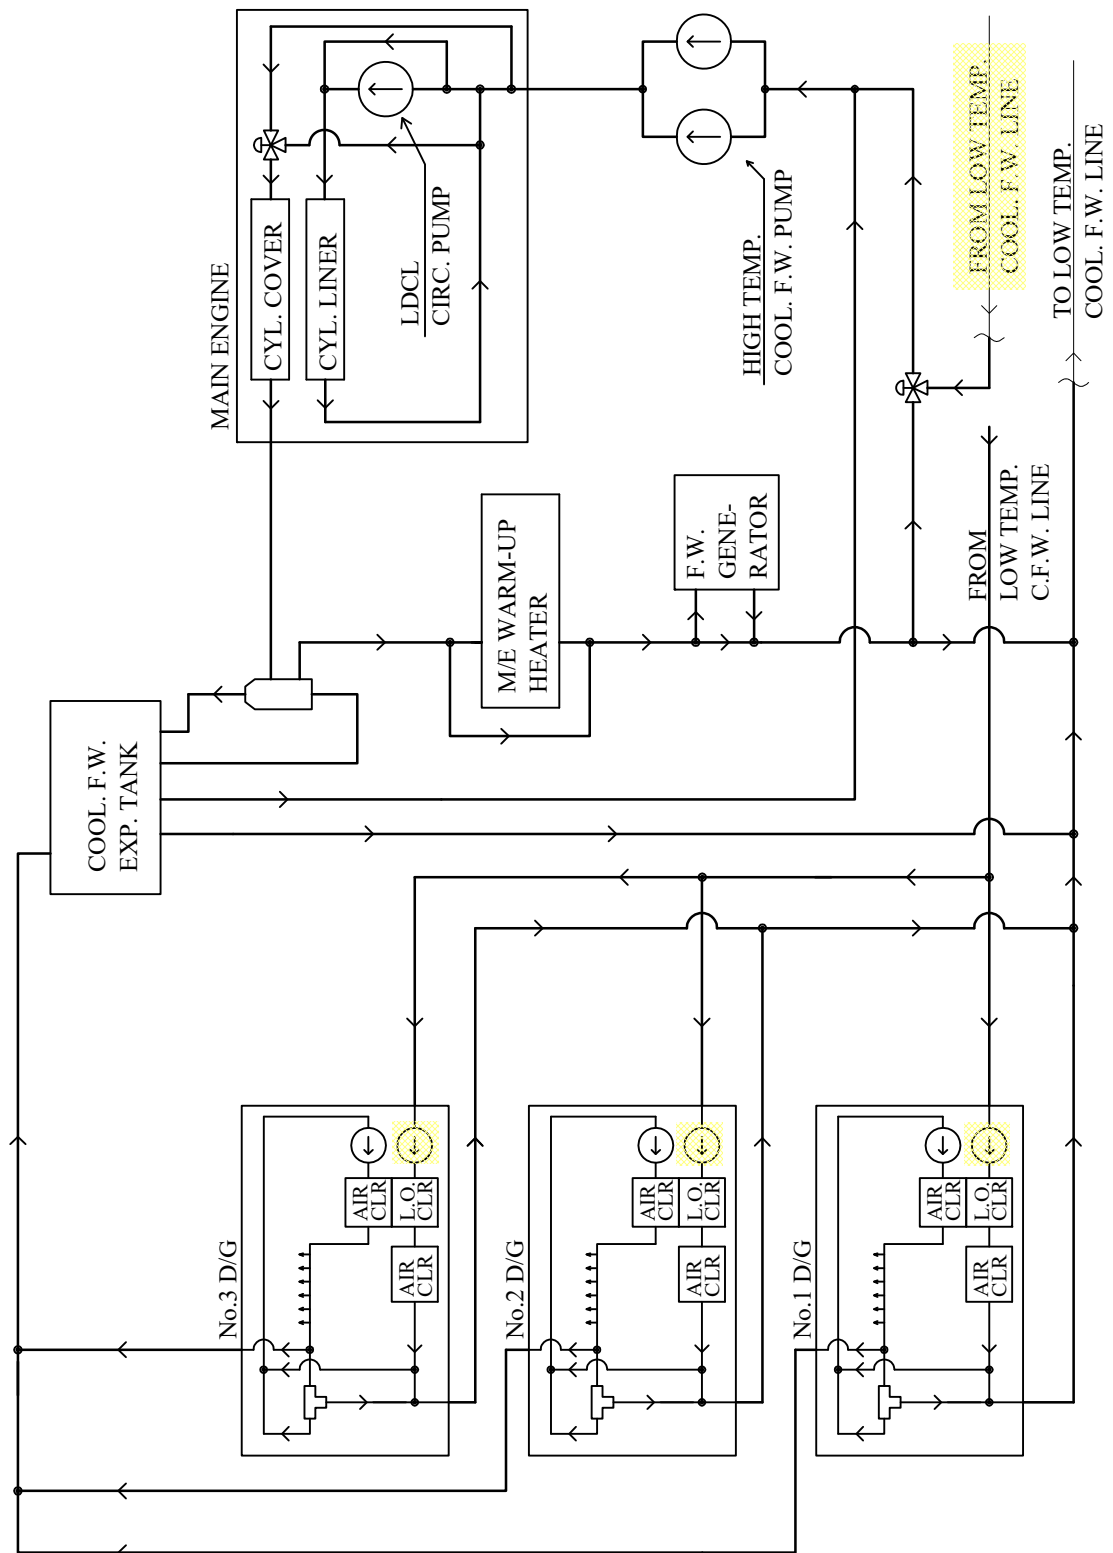 MAIN ENGINE
CYL. COVER
CYL. LINER
LDCL
CIRC. PUMP
HIGH TEMP.
COOL. F.W. PUMP
FROM LOW TEMP.
COOL. F.W. LINE
TO LOW TEMP.
COOL. F.W. LINE
COOL. F.W.
EXP. TANK
M/E WARM-UP
HEATER
F.W.
GENE-
RATOR
FROM
LOW TEMP.
C.F.W. LINE
No.3 D/G
AIR
CLR
L.O.
CLR
AIR
CLR
No.2 D/G
AIR
CLR
L.O.
CLR
AIR
CLR
No.1 D/G
AIR
CLR
L.O.
CLR
AIR
CLR